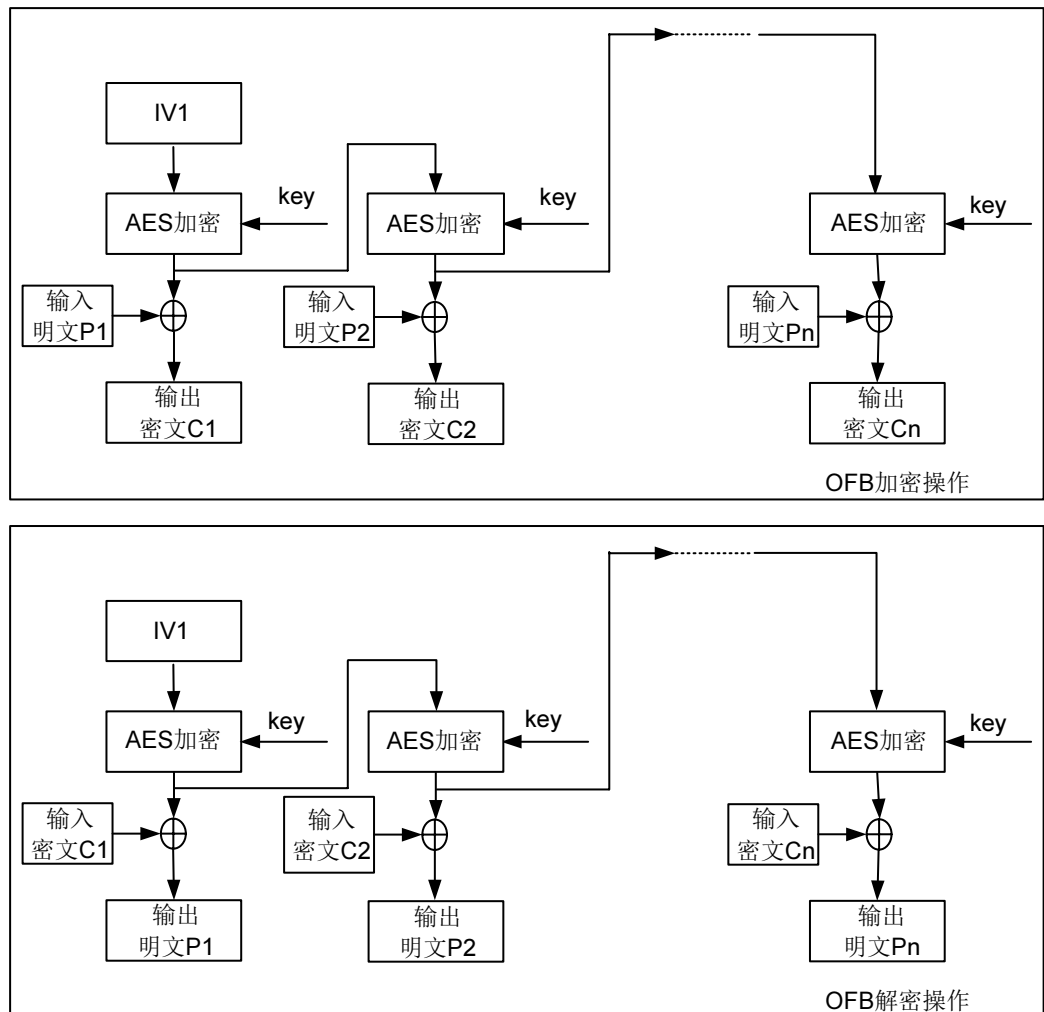 IV1
AES加密
key
AES加密
key
AES加密
key
输入
明文P1
输入
明文P2
输入
明文Pn
输出
密文C1
输出
密文C2
输出
密文Cn
OFB加密操作
IV1
AES加密
key
AES加密
key
AES加密
key
输入
密文C1
输入
密文C2
输入
密文Cn
输出
明文P1
输出
明文P2
输出
明文Pn
OFB解密操作